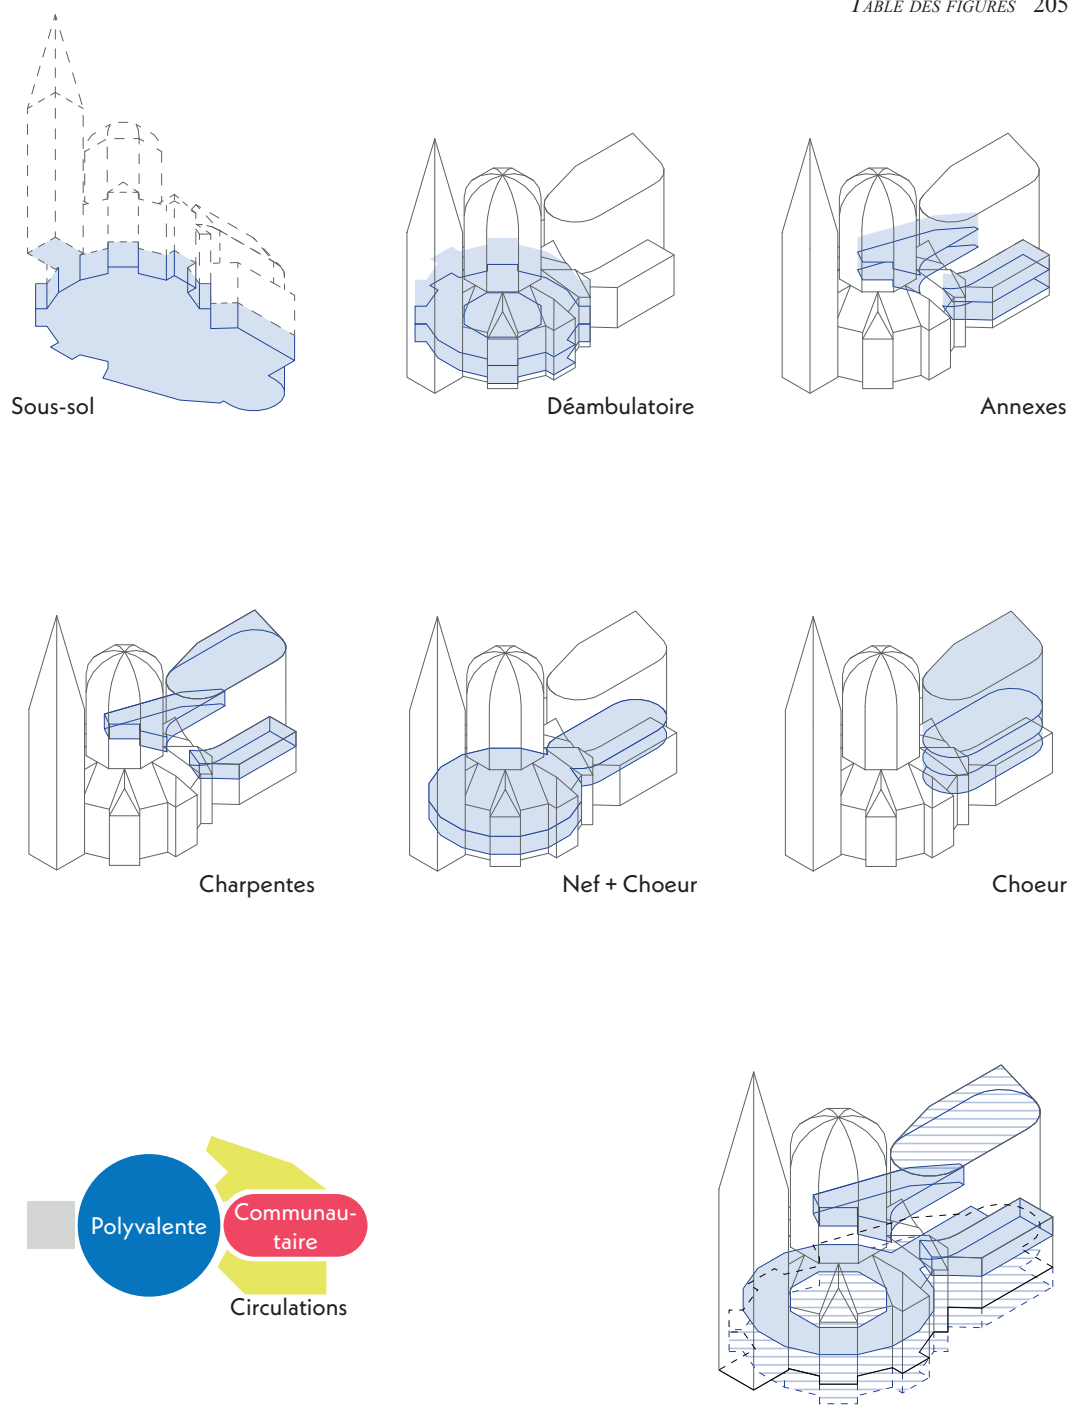 TABLE DES FIGURES 205
Sous-sol
Déambulatoire
Annexes
Charpentes
Nef + Choeur
Choeur
Polyvalente
Communau-
taire
Circulations